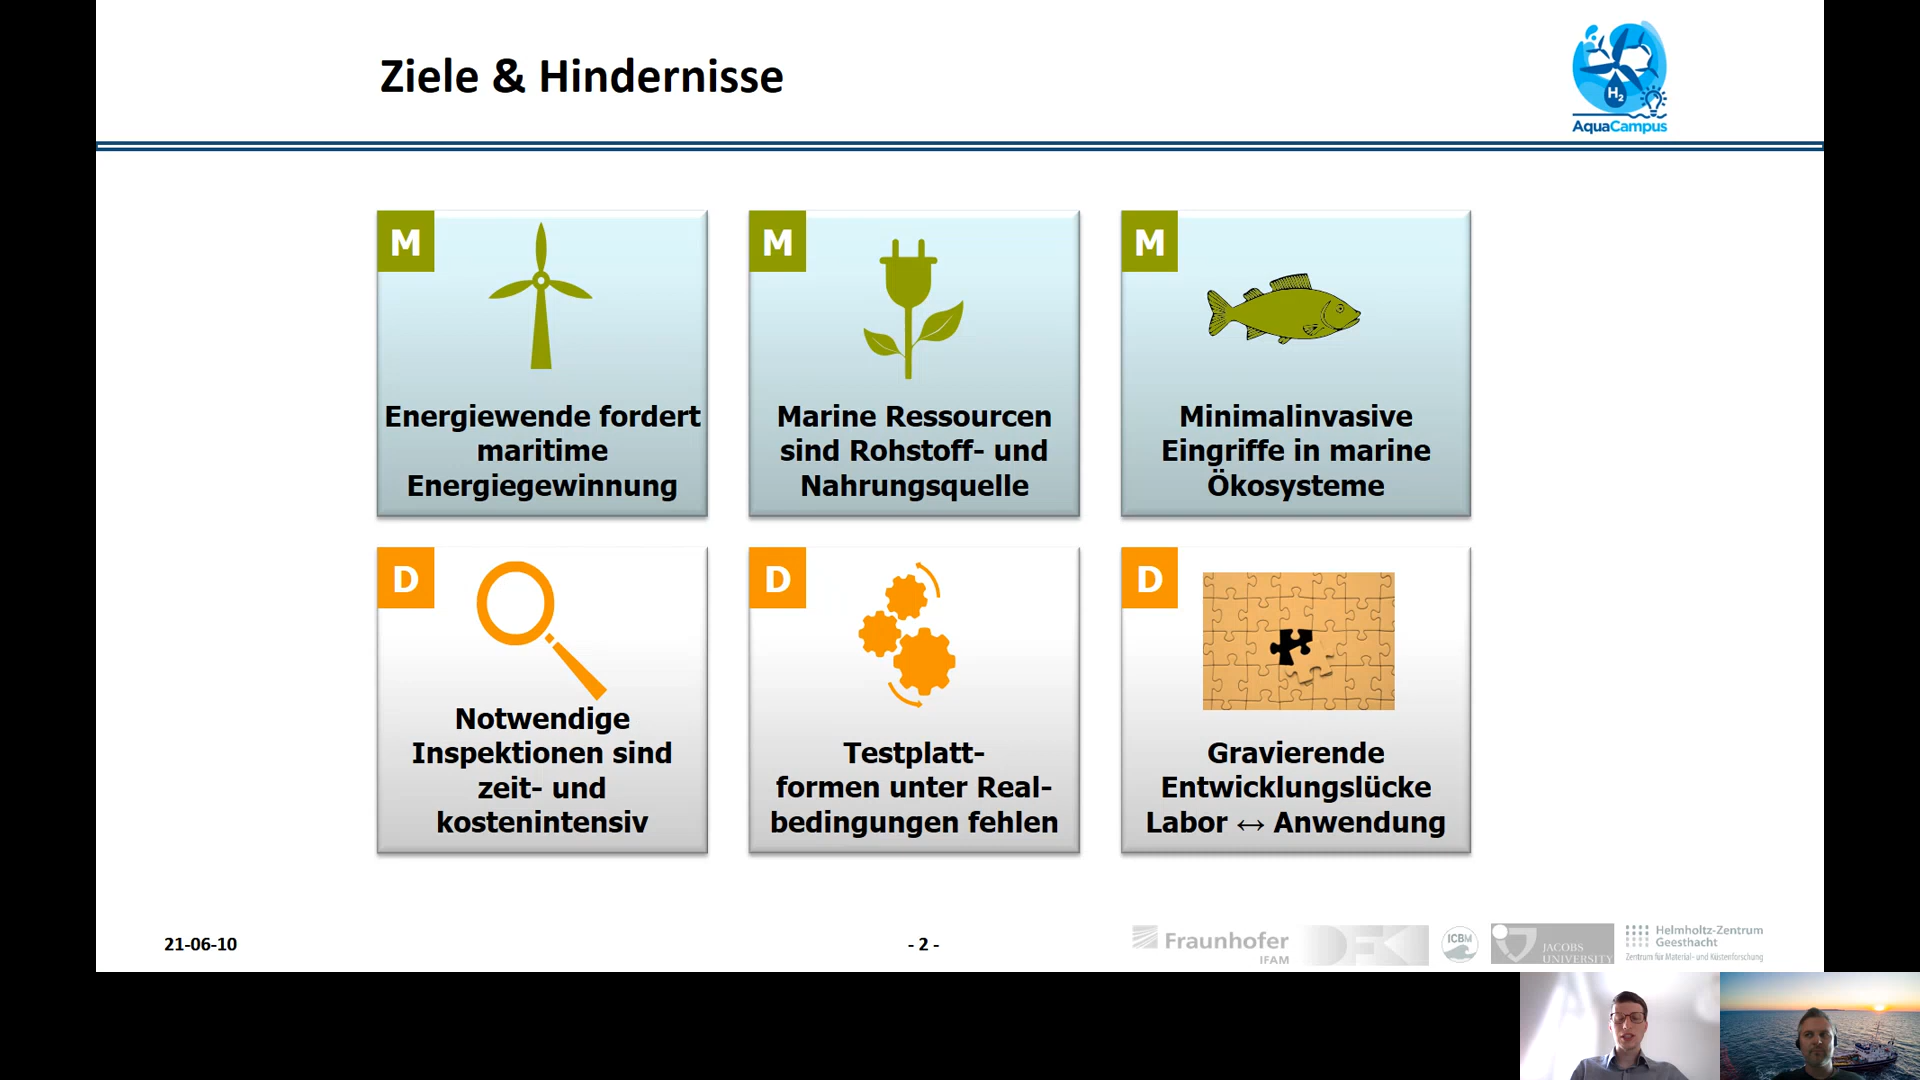 Ziele & Hindernisse
H2
AquaCampus
M
Energiewende fordert
maritime
Energiegewinnung
M
Marine Ressourcen
sind Rohstoff- und
Nahrungsquelle
M
Minimalinvasive
Eingriffe in marine
Ökosysteme
D
Notwendige
Inspektionen sind
zeit- und
kostenintensiv
D
Testplatt-
formen unter Real-
bedingungen fehlen
D
Gravierende
Entwicklungslücke
Labor ↔ Anwendung
21-06-10
- 2 -
Fraunhofer
IFAM
DFK
ICBM
JACOBS
UNIVERSITY
Helmholtz-Zentrum
Geesthacht
Zentrum für Material- und Küstenforschung